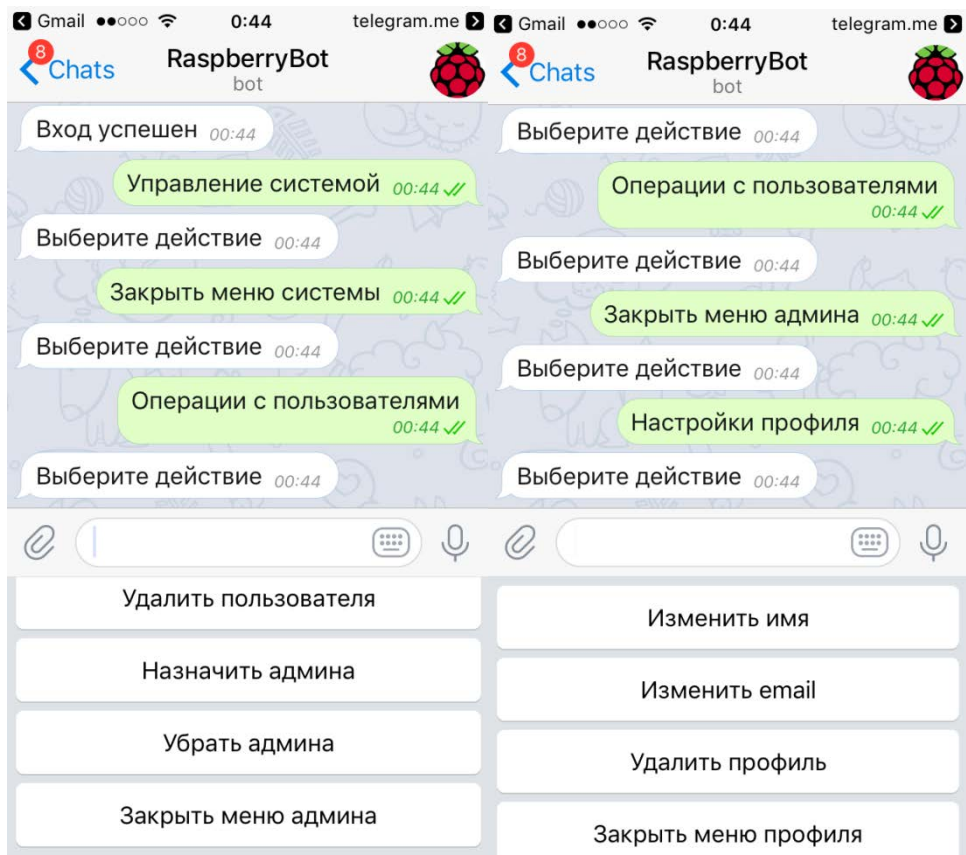 Gmail 0:44 telegram.me
8
Chats RaspberryBot
bot
Вход успешен 00:44
Управление системой 00:44
Выберите действие 00:44
Закрыть меню системы 00:44
Выберите действие 00:44
Операции с пользователями
00:44
Выберите действие 00:44
Удалить пользователя
Назначить админа
Убрать админа
Закрыть меню админа
Gmail 0:44 telegram.me
8
Chats RaspberryBot
bot
Выберите действие 00:44
Операции с пользователями
00:44
Выберите действие 00:44
Закрыть меню админа 00:44
Выберите действие 00:44
Настройки профиля 00:44
Выберите действие 00:44
Изменить имя
Изменить email
Удалить профиль
Закрыть меню профиля